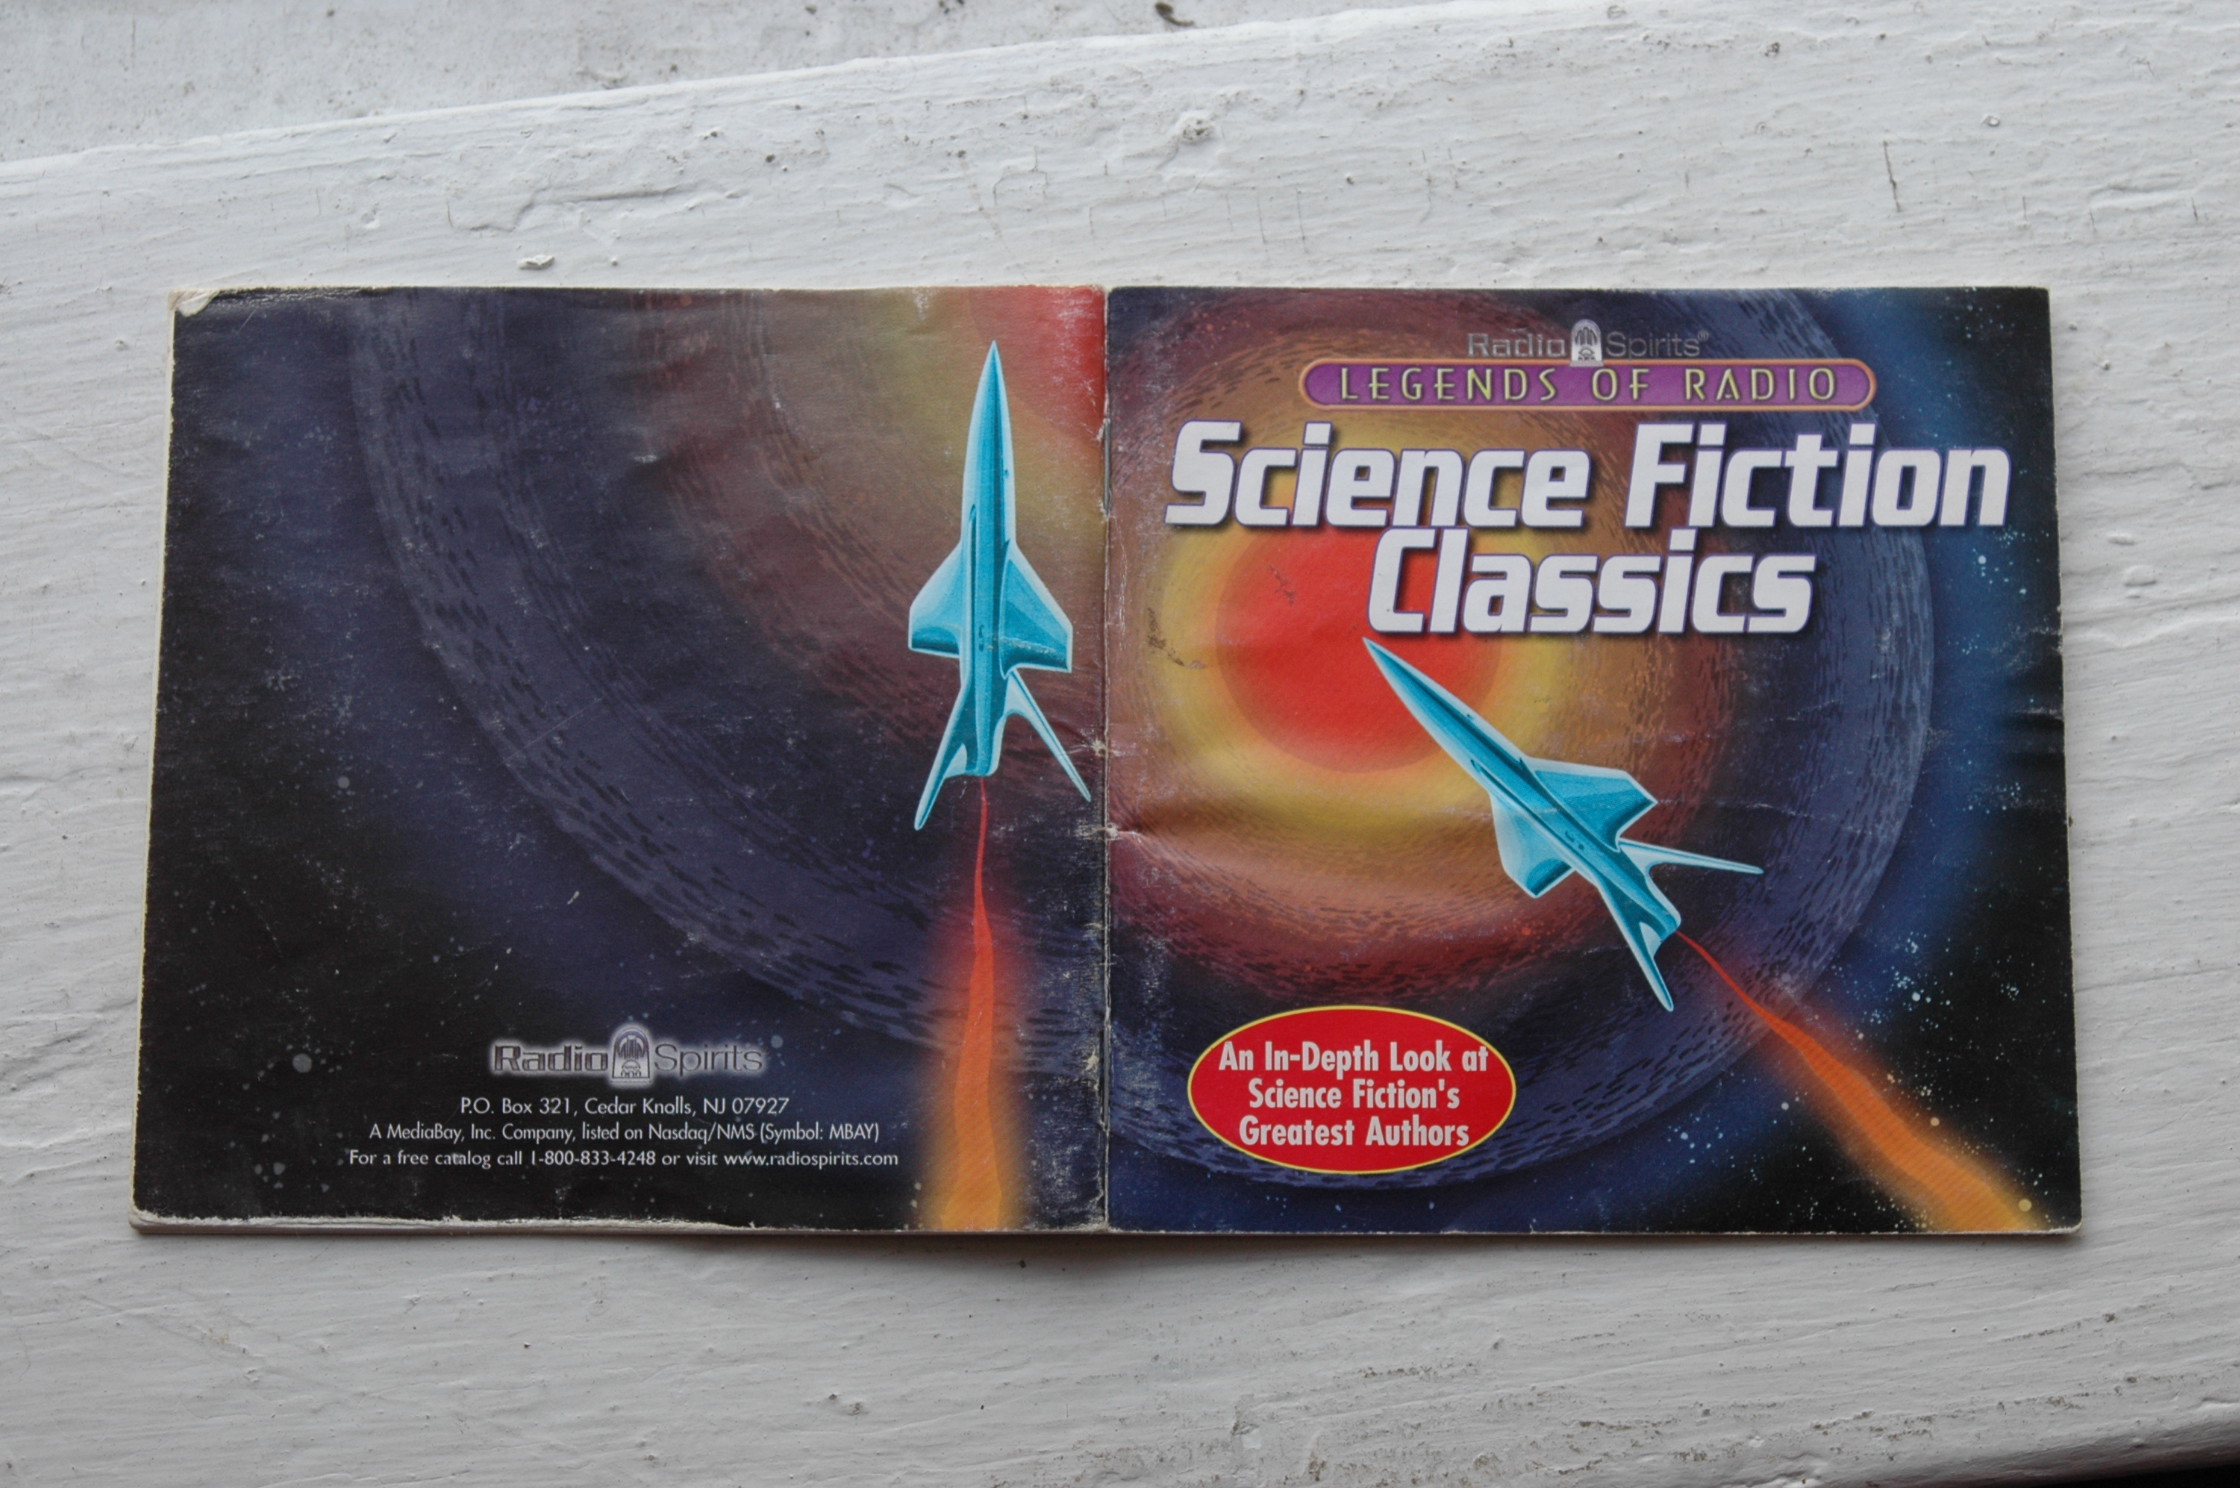 Radio Spirits
P.O. Box 321, Cedar Knolls, NJ 07927
A MediaBay, Inc. Company, listed on Nasdaq/NMS (Symbol: MBAY)
For a free catalog call 1-800-833-4248 or visit www.radiospirits.com
Radio Spirits®
LEGENDS OF RADIO
Science Fiction
Classics
An In-Depth Look at
Science Fiction's
Greatest Authors